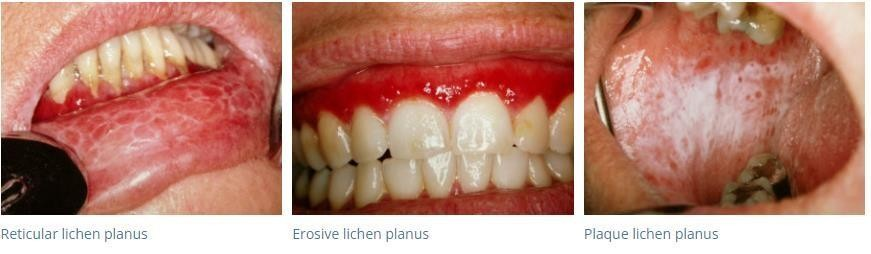 Reticular lichen planus
Erosive lichen planus
Plaque lichen planus